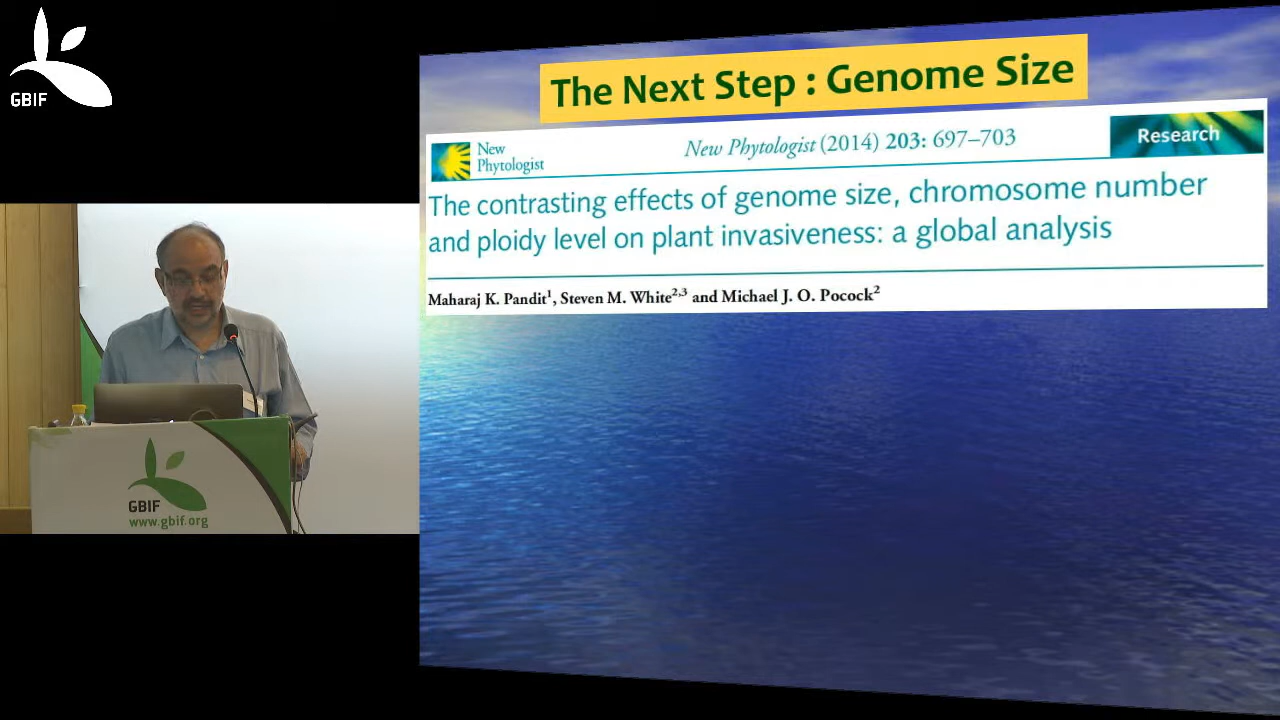 GBIF
The Next Step : Genome Size
New
Phytologist
New Phytologist (2014) 203: 697–703
Research
The contrasting effects of genome size, chromosome number
and ploidy level on plant invasiveness: a global analysis
Maharaj K. Pandit1, Steven M. White2,3 and Michael J. O. Pocock2
GBIF
www.gbif.org